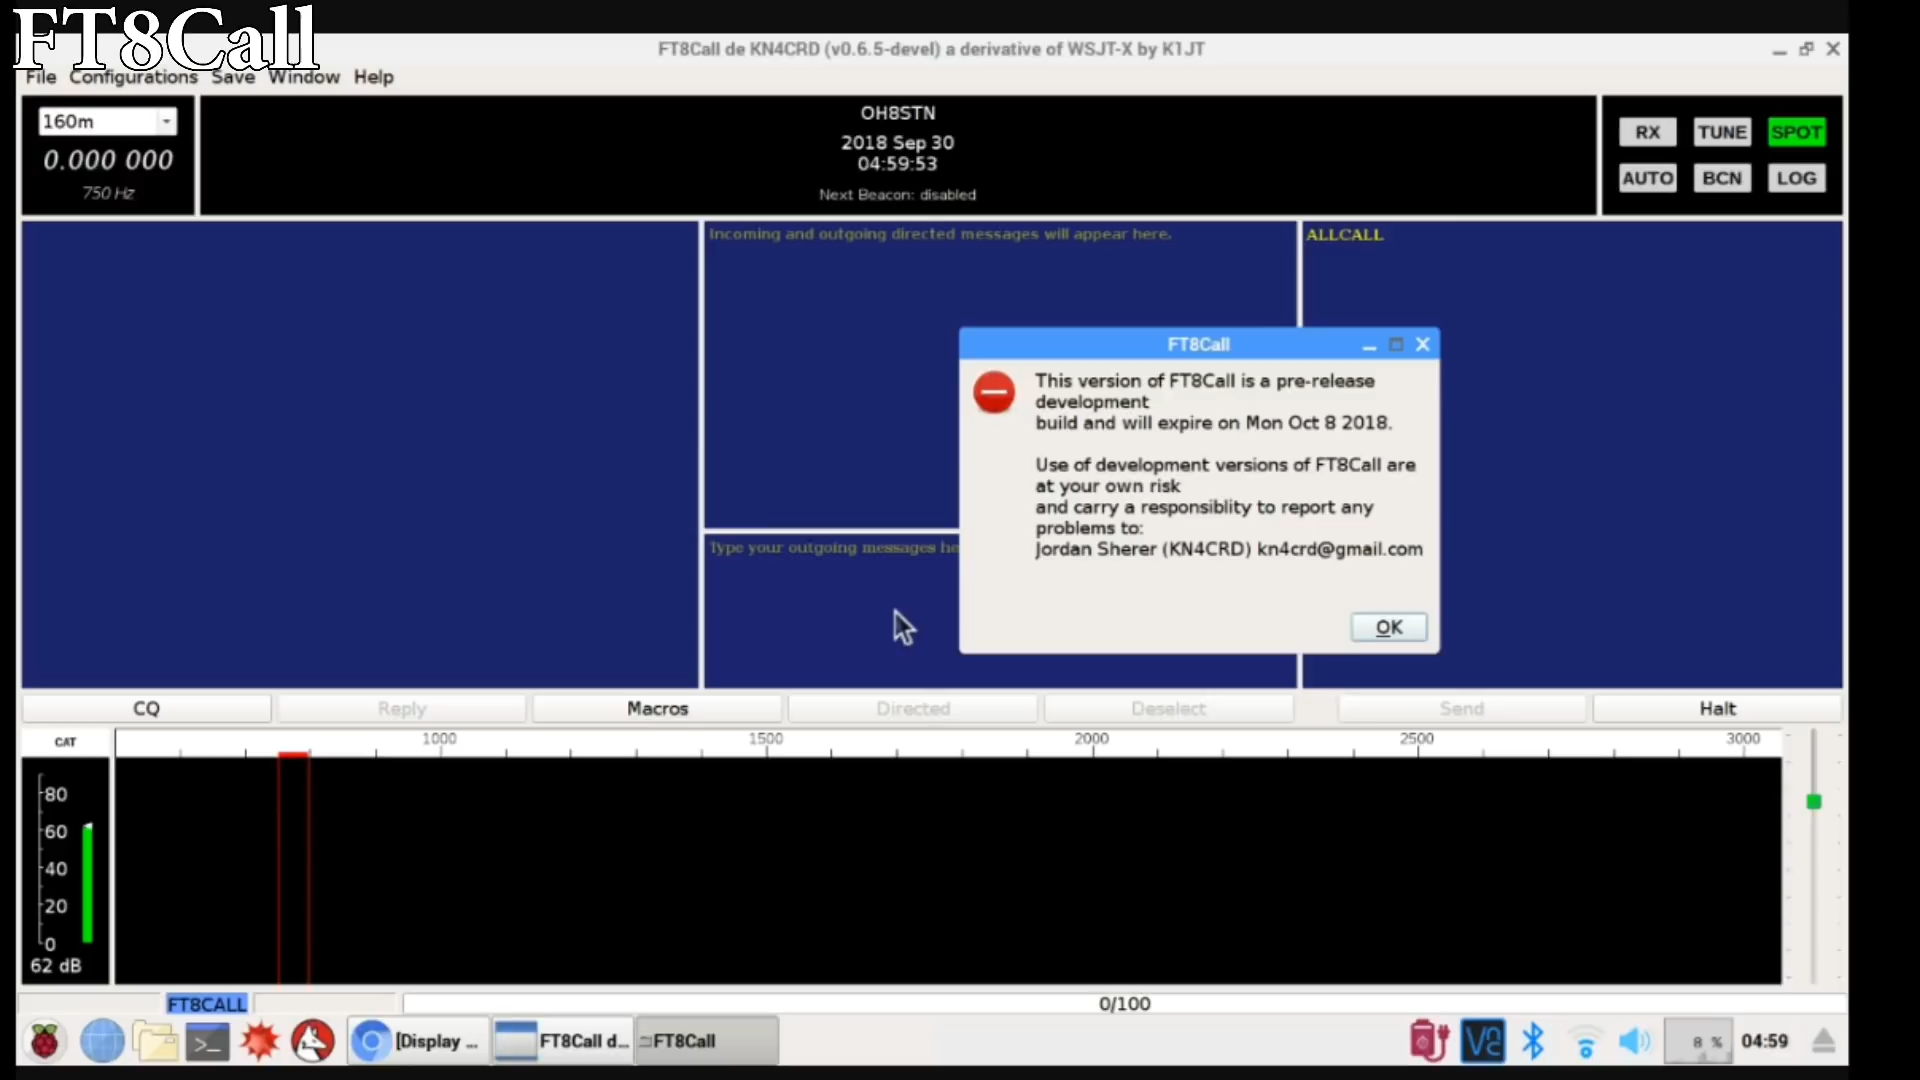 FT8Call
FT8Call de KN4CRD (v0.6.5-devel) a derivative of WSJT-X by K1JT
File Configurations Save Window Help
160m
0.000 000
750 Hz
OH8STN
2018 Sep 30
04:59:53
Next Beacon: disabled
RX TUNE SPOT
AUTO BCN LOG
Incoming and outgoing directed messages will appear here.
ALLCALL
Type your outgoing messages he
FT8Call
This version of FT8Call is a pre-release
development
build and will expire on Mon Oct 8 2018.
Use of development versions of FT8Call are
at your own risk
and carry a responsiblity to report any
problems to:
Jordan Sherer (KN4CRD) kn4crd@gmail.com
OK
CQ Reply Macros Directed Deselect Send Halt
CAT
1000 1500 2000 2500 3000
80
60
40
20
0
62 dB
FT8CALL 0/100
[Display ... FT8Call d... FT8Call 8 % 04:59